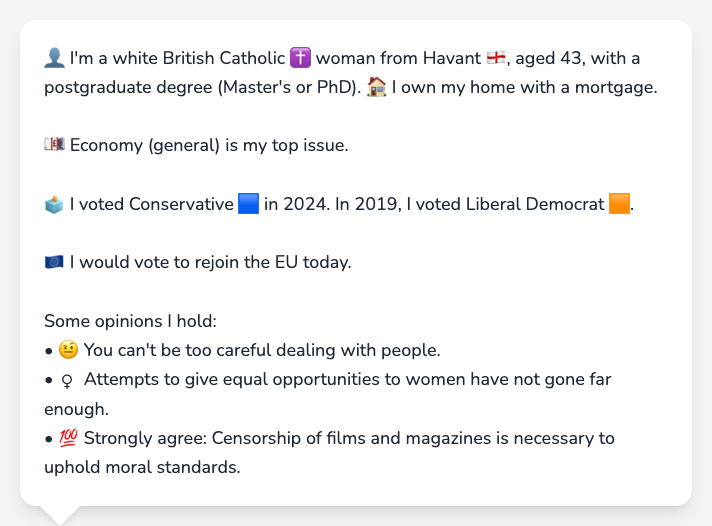 👤 I'm a white British Catholic ✝️ woman from Havant 🏴󠁧󠁢󠁥󠁮󠁧󠁿, aged 43, with a
postgraduate degree (Master's or PhD). 🏠 I own my home with a mortgage.
💷 Economy (general) is my top issue.
🗳️ I voted Conservative 🟦 in 2024. In 2019, I voted Liberal Democrat 🟧.
🇪🇺 I would vote to rejoin the EU today.
Some opinions I hold:
• 🤨 You can't be too careful dealing with people.
• ♀ Attempts to give equal opportunities to women have not gone far
enough.
• 💯 Strongly agree: Censorship of films and magazines is necessary to
uphold moral standards.